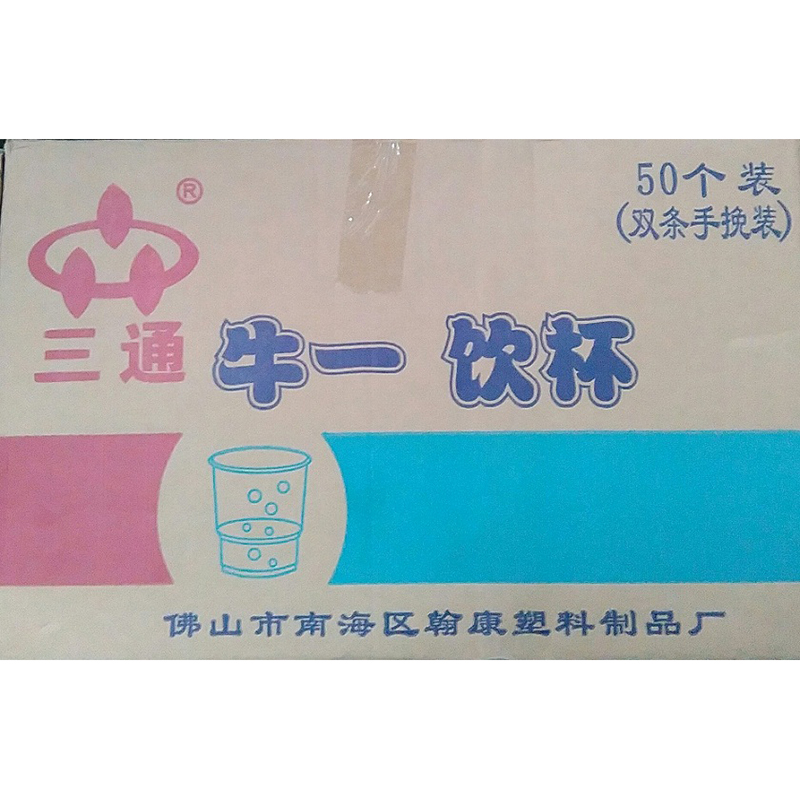 ®
50个装
(双条手挽装)
三通
牛一 饮杯
佛山市南海区翰康塑料制品厂